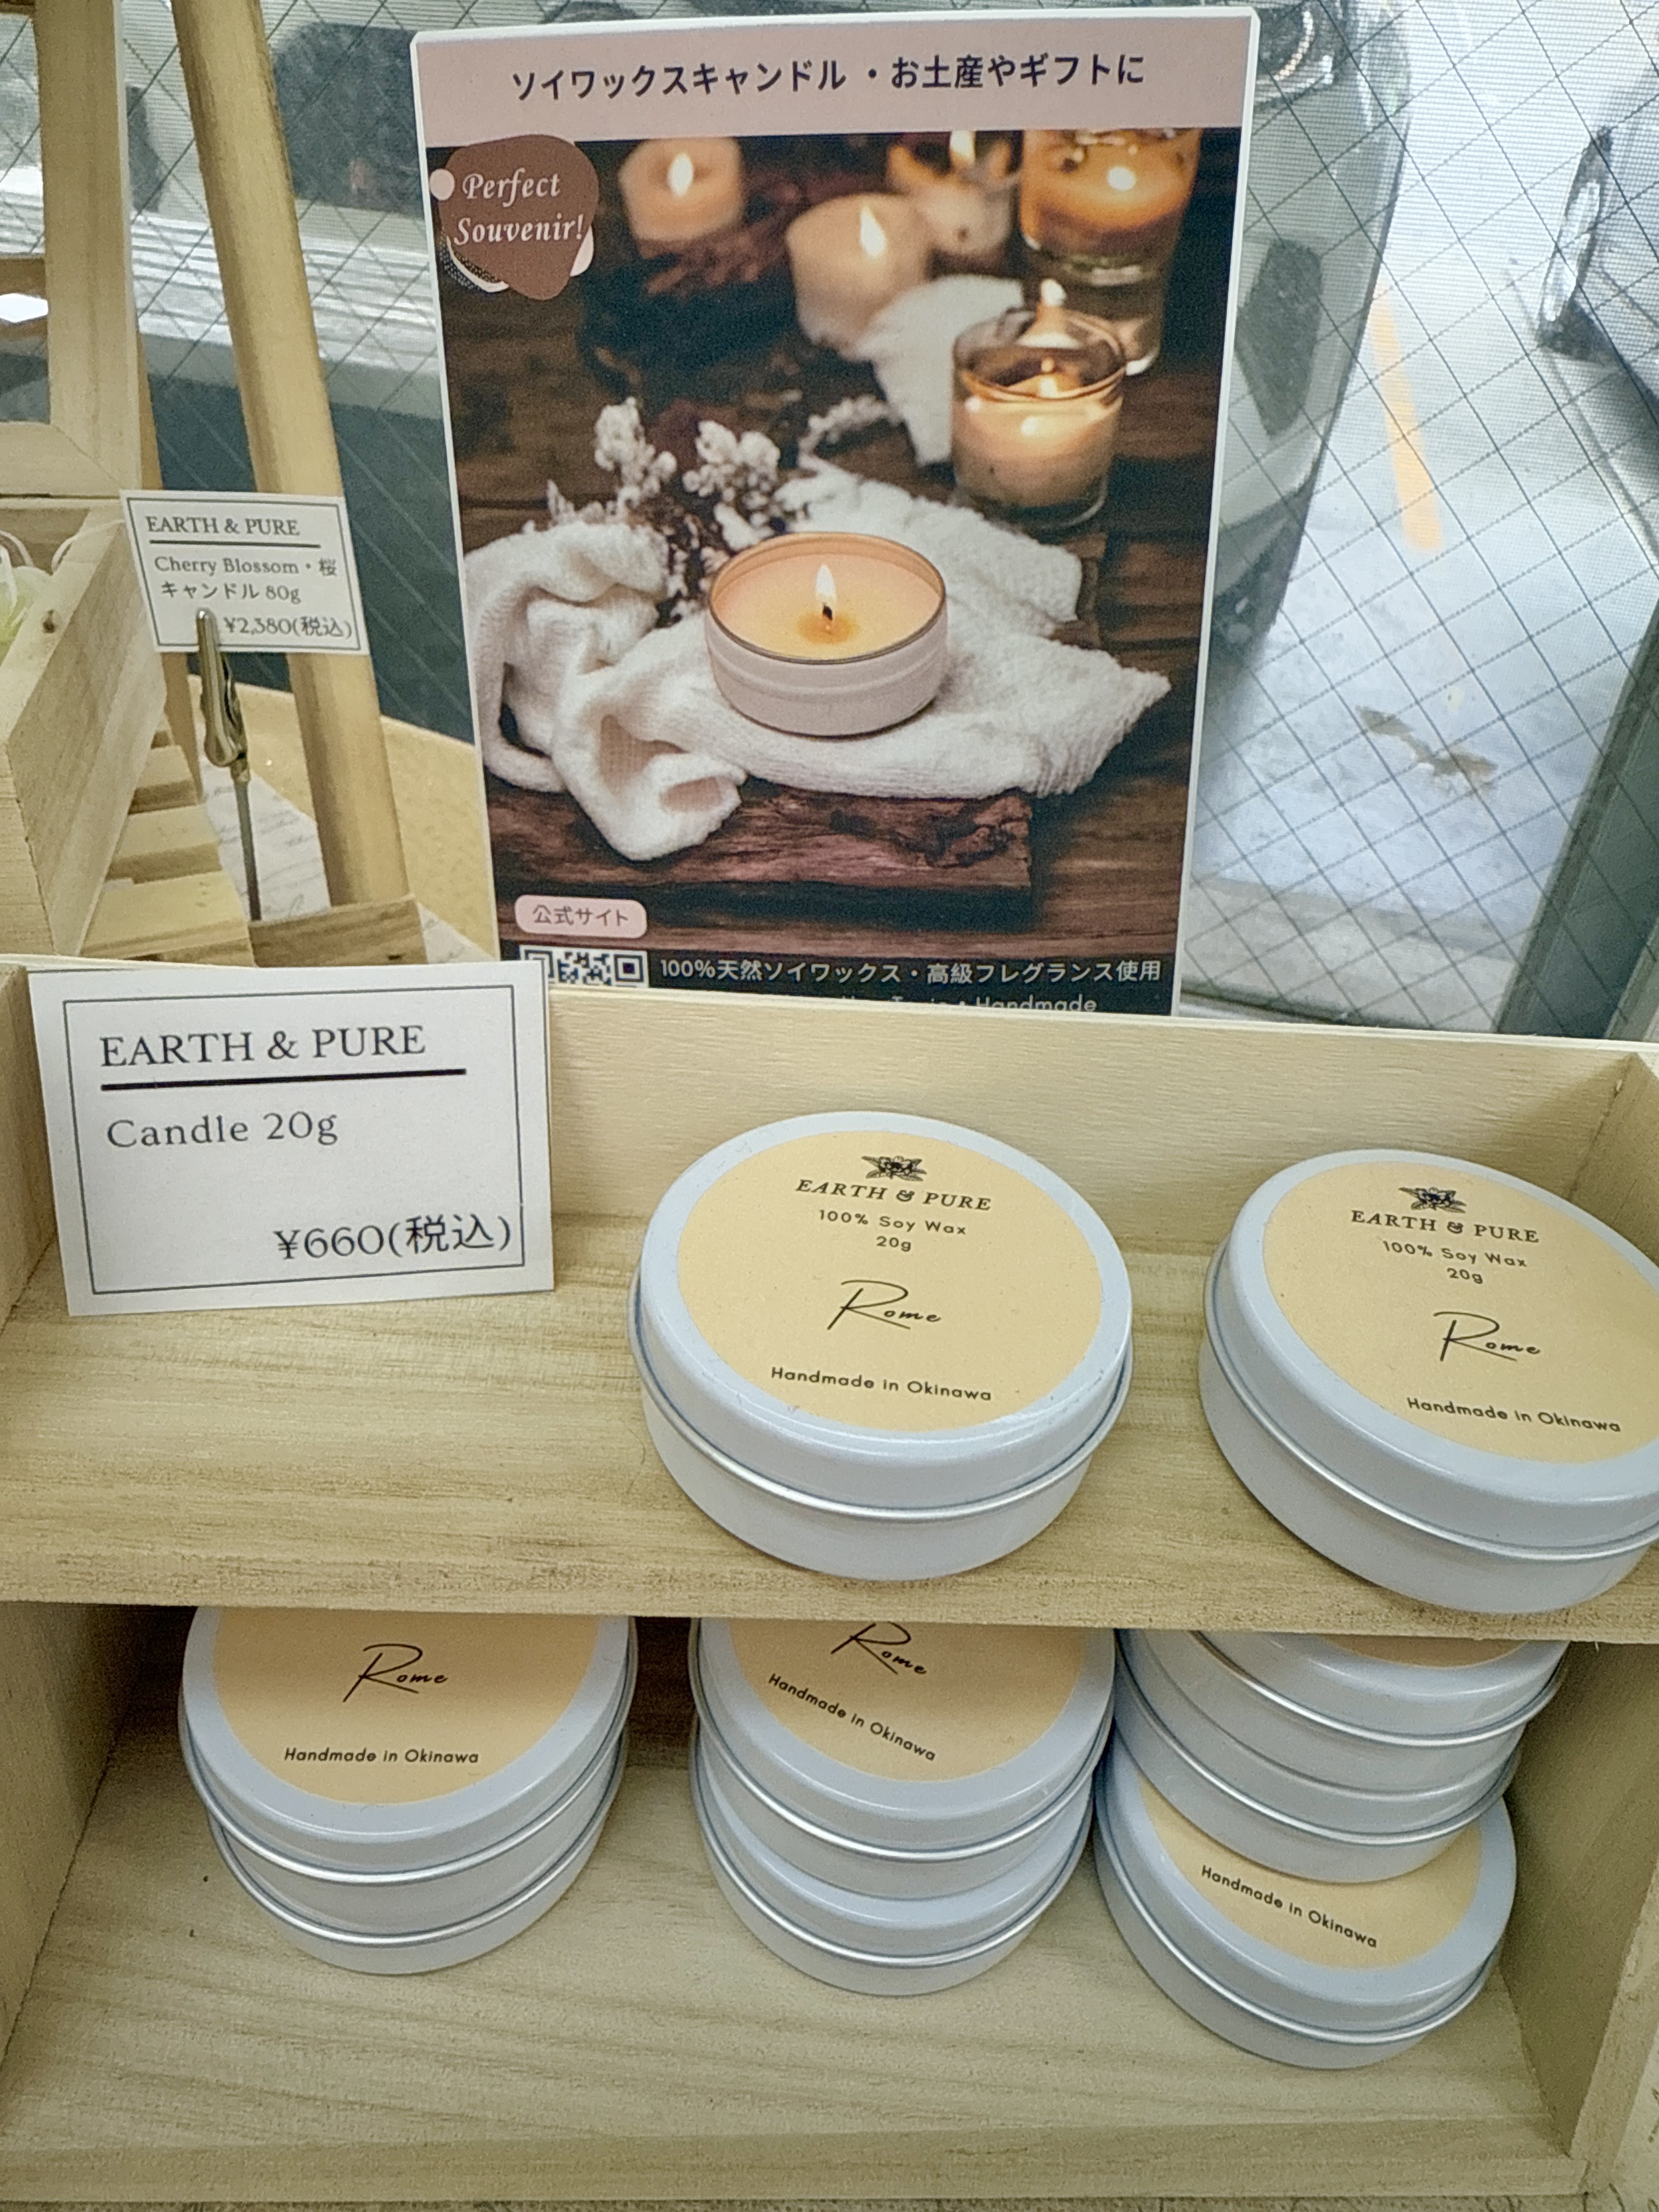 ソイワックスキャンドル ・お土産やギフトに
Perfect
Souvenir!
EARTH & PURE
Cherry Blossom・桜
キャンドル 80g
¥2,380(税込)
公式サイト
100%天然ソイワックス・高級フレグランス使用
Handmade
EARTH & PURE
Candle 20g
¥660(税込)
EARTH & PURE
100% Soy Wax
20g
Rome
Handmade in Okinawa
EARTH & PURE
100% Soy Wax
20g
Rome
Handmade in Okinawa
Rome
Handmade in Okinawa
Rome
Handmade in Okinawa
Handmade in Okinawa